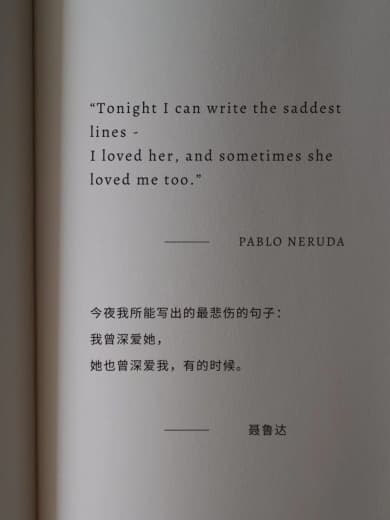 “Tonight I can write the saddest
lines -
I loved her, and sometimes she
loved me too.”
PABLO NERUDA
今夜我所能写出的最悲伤的句子：
我曾深爱她，
她也曾深爱我，有的时候。
聂鲁达